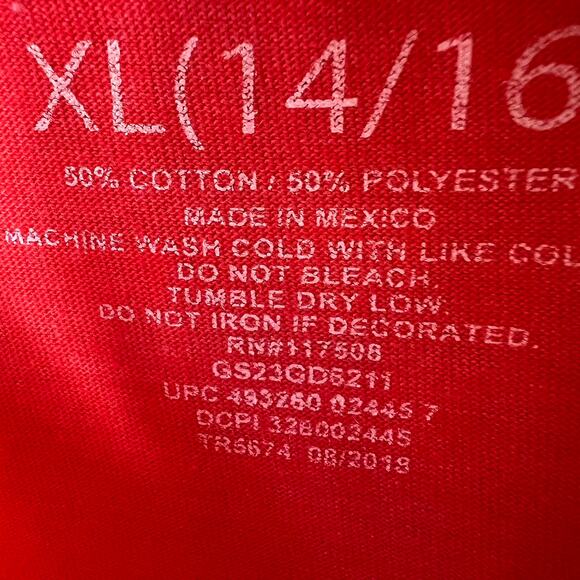 XL(14/16
50% COTTON / 50% POLYESTER
MADE IN MEXICO
MACHINE WASH COLD WITH LIKE COL
DO NOT BLEACH.
TUMBLE DRY LOW.
DO NOT IRON IF DECORATED.
RN#117508
GS23GD6211
UPC 493260 02445 7
DCPI 328002445
TR5674 08/2018